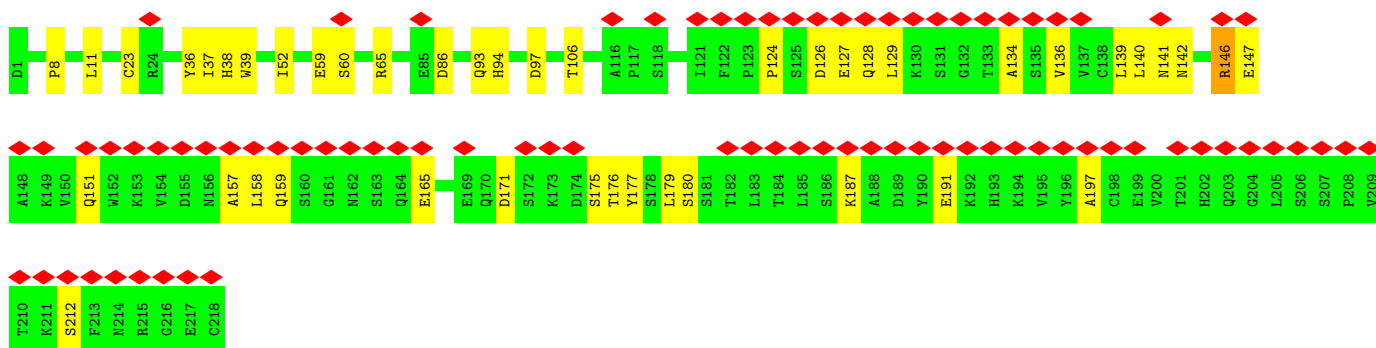 D1 P8 L11 C23 R24 Y36 I37 H38 W39 I52 E59 S60 R65 E85 D86 Q93 H94 D97 T106 A116 P117 S118 I121 F122 P123 P124 S125 D126 E127 Q128 L129 K130 S131 G132 T133 A134 S135 V136 V137 C138 L139 L140 N141 N142 R146 E147
A148 K149 V150 Q151 W152 K153 V154 D155 N156 A157 L158 Q159 S160 G161 N162 S163 Q164 E165 E169 Q170 D171 S172 K173 D174 S175 T176 Y177 S178 L179 S180 S181 T182 L183 T184 L185 S186 K187 A188 D189 Y190 E191 K192 H193 K194 V195 Y196 A197 C198 E199 V200 T201 H202 Q203 G204 L205 S206 S207 P208 V209
T210 K211 S212 F213 N214 R215 G216 E217 C218